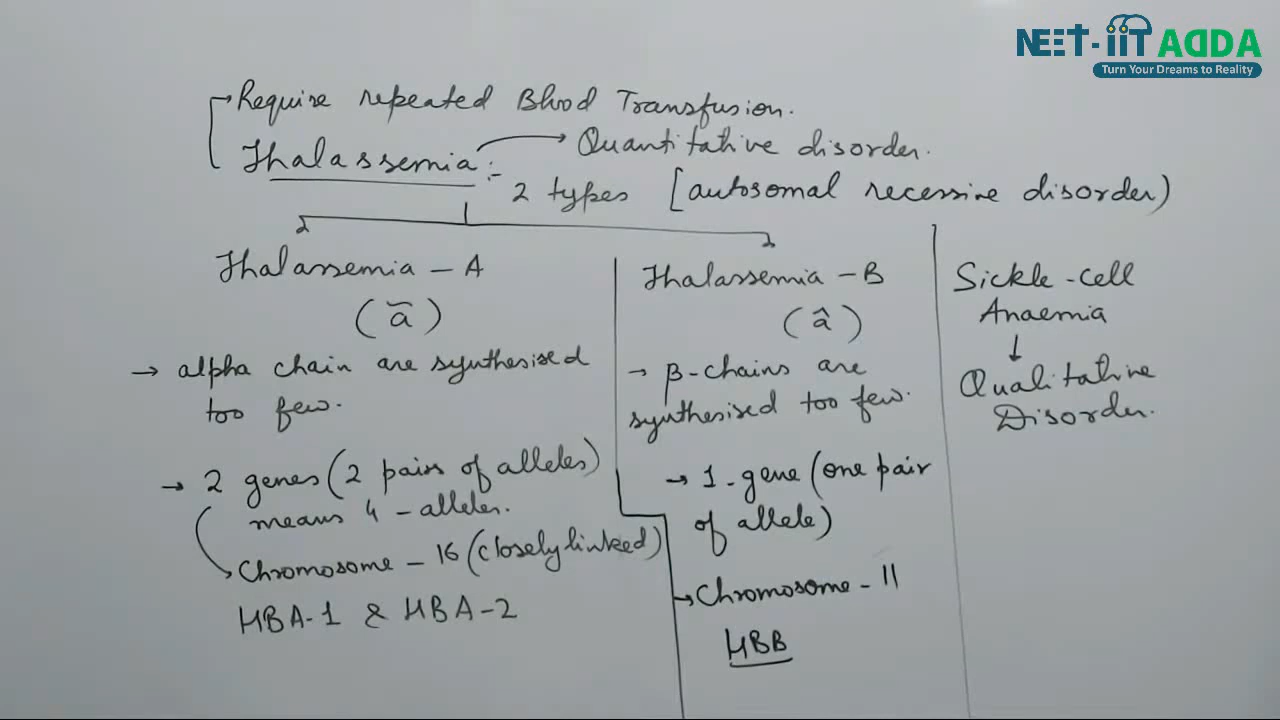 NEET-IIT ADDA
Turn Your Dreams to Reality
Require repeated Blood Transfusion.
Thalassemia :- Quantitative disorder.
2 types [autosomal recessive disorder)
Thalassemia - A
(a)
→ alpha chain are synthesised
too few.
→ 2 genes (2 pairs of alleles)
means 4 - alleles.
Chromosome - 16 (closely linked)
HBA-1 & HBA-2
Thalassemia - B
(â)
→ β-chains are
synthesised too few.
→ 1-gene (one pair
of allele)
→ Chromosome - 11
HBB
Sickle-cell
Anaemia
↓
Qualitative
Disorder.